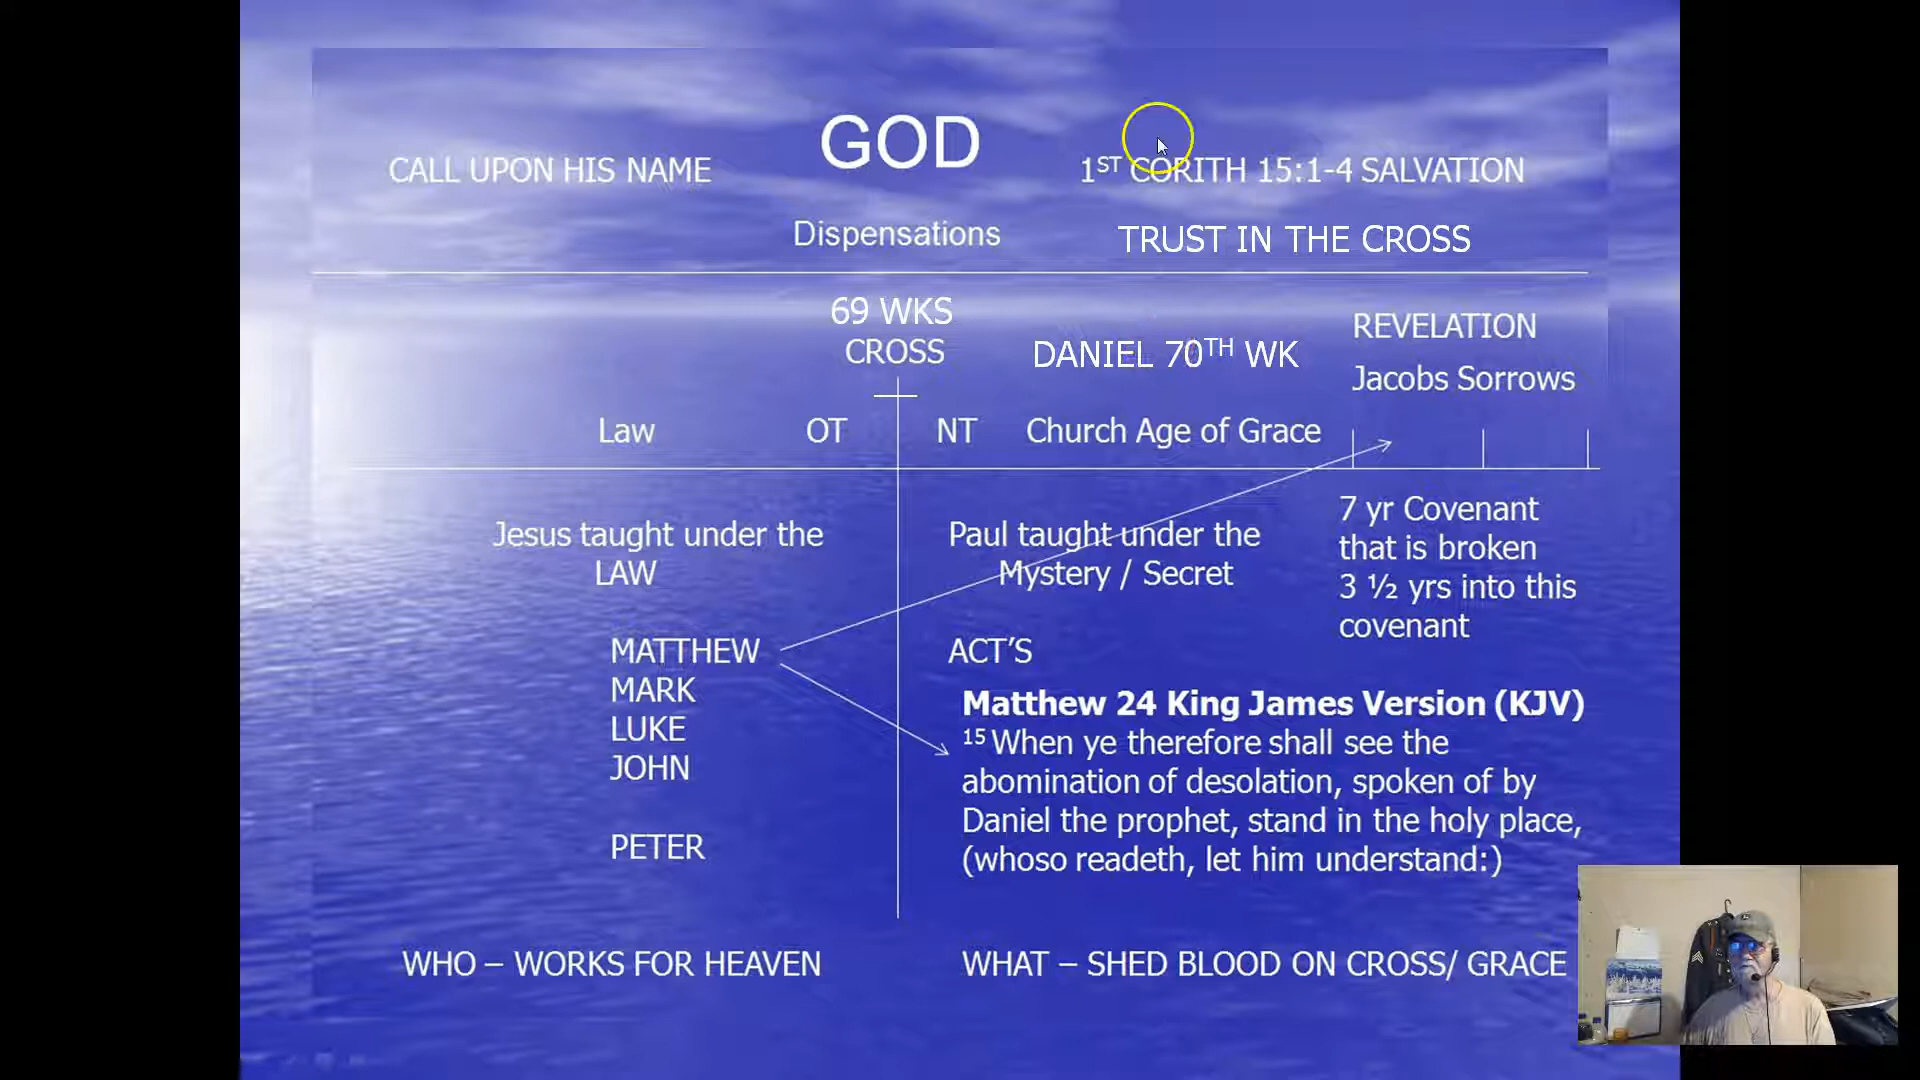 GOD
CALL UPON HIS NAME
1ST CORITH 15:1-4 SALVATION
Dispensations
TRUST IN THE CROSS
69 WKS
CROSS
DANIEL 70TH WK
REVELATION
Jacobs Sorrows
Law
OT
NT
Church Age of Grace
Jesus taught under the
LAW
Paul taught under the
Mystery / Secret
7 yr Covenant
that is broken
3 ½ yrs into this
covenant
MATTHEW
MARK
LUKE
JOHN
PETER
ACT'S
Matthew 24 King James Version (KJV)
15 When ye therefore shall see the
abomination of desolation, spoken of by
Daniel the prophet, stand in the holy place,
(whoso readeth, let him understand:)
WHO – WORKS FOR HEAVEN
WHAT – SHED BLOOD ON CROSS/ GRACE